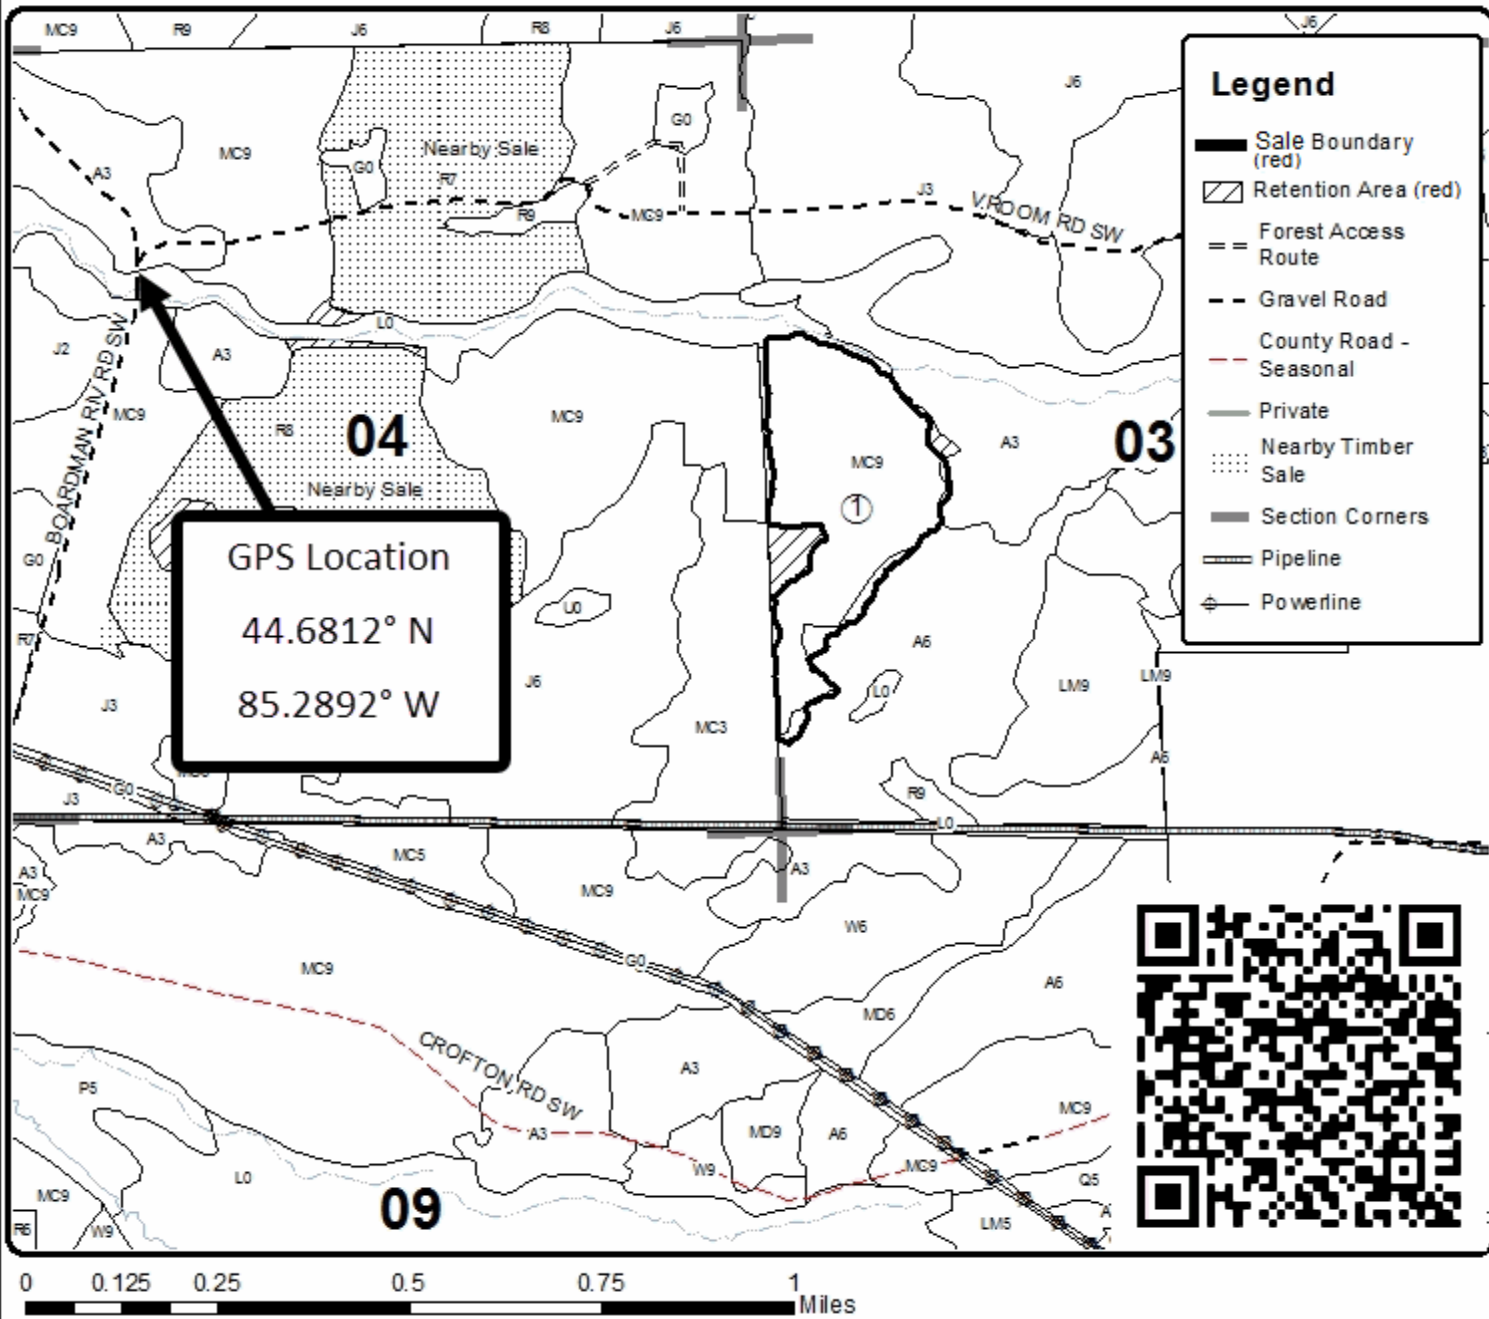 MC9 R9 J6 R8 J6 J6
J6
Legend
Sale Boundary
(red)
Retention Area (red)
Forest Access
Route
Gravel Road
County Road -
Seasonal
Private
Nearby Timber
Sale
Section Corners
Pipeline
Powerline
G0
Nearby Sale
MC9
G0
A3
R7
J3
VROOM RD SW
R9
MC9
L0
J2
A3
BOARDMAN RIV RD SW
MC9
MC9
R8
04
A3
03
MC9
Nearby Sale
1
G0
GPS Location
44.6812° N
85.2892° W
U0
R7
A6
J6
LM9
LM9
L0
J3
MC3
A6
G0
J3
R9
L0
A3
MC5
A3
A3
MC9
MC9
W6
G0
MC9
A6
MD6
CROFTON RD SW
A3
P5
MC9
A3
MD9
A6
W9
MC9
L0
Q5
MC9
09
A
R6
W9
LM5
0 0.125 0.25 0.5 0.75 1
Miles